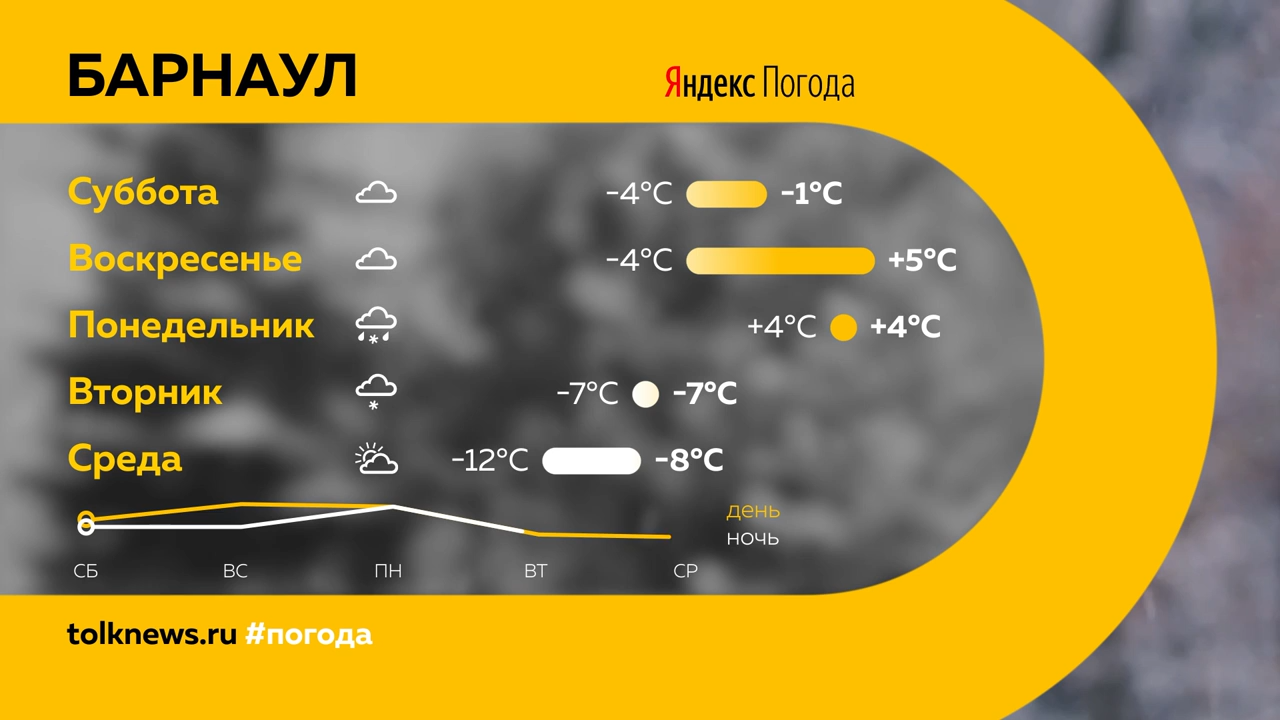 БАРНАУЛ
Яндекс Погода
Суббота -4°C -1°C
Воскресенье -4°C +5°C
Понедельник +4°C +4°C
Вторник -7°C -7°C
Среда -12°C -8°C
день
ночь
СБ ВС ПН ВТ СР
tolknews.ru #погода